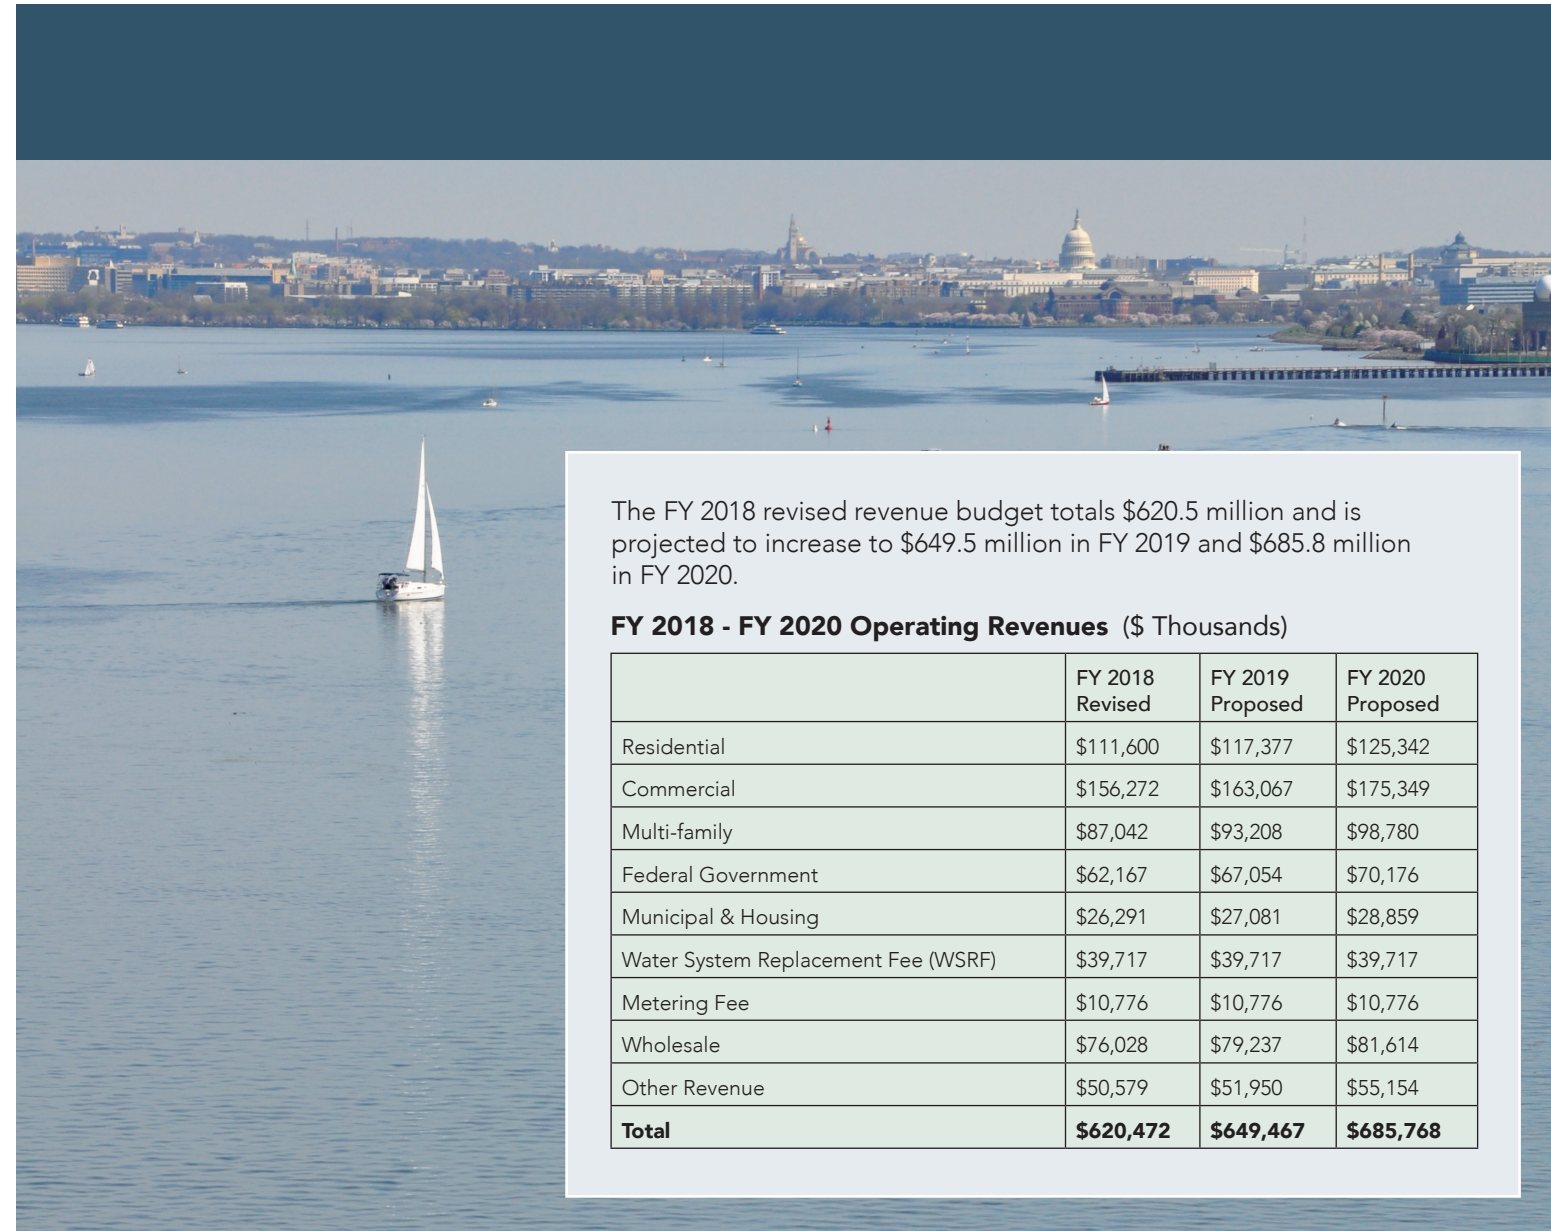 The FY 2018 revised revenue budget totals $620.5 million and is
projected to increase to $649.5 million in FY 2019 and $685.8 million
in FY 2020.
FY 2018 - FY 2020 Operating Revenues ($ Thousands)
FY 2018 Revised FY 2019 Proposed FY 2020 Proposed
Residential $111,600 $117,377 $125,342
Commercial $156,272 $163,067 $175,349
Multi-family $87,042 $93,208 $98,780
Federal Government $62,167 $67,054 $70,176
Municipal & Housing $26,291 $27,081 $28,859
Water System Replacement Fee (WSRF) $39,717 $39,717 $39,717
Metering Fee $10,776 $10,776 $10,776
Wholesale $76,028 $79,237 $81,614
Other Revenue $50,579 $51,950 $55,154
Total $620,472 $649,467 $685,768